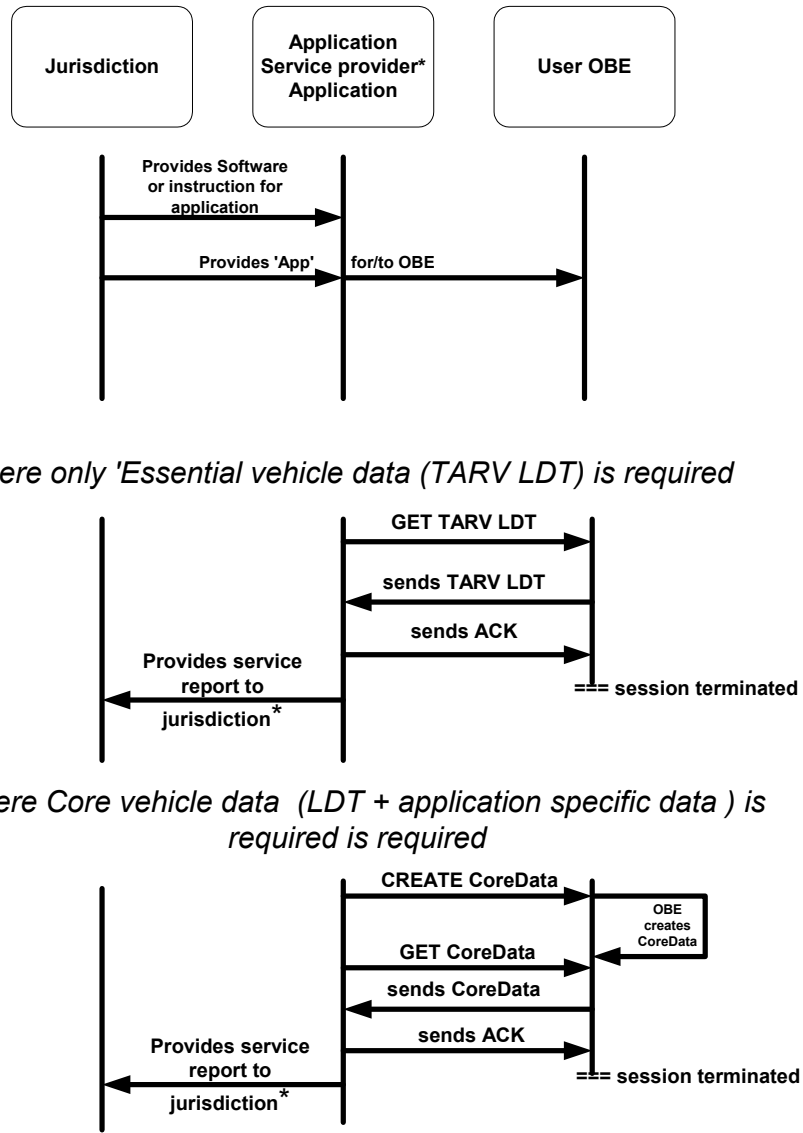 Jurisdiction
Application
Service provider*
Application
User OBE
Provides Software
or instruction for
application
Provides 'App'
for/to OBE
ere only 'Essential vehicle data (TARV LDT) is required
GET TARV LDT
sends TARV LDT
sends ACK
Provides service
report to
jurisdiction*
=== session terminated
ere Core vehicle data (LDT + application specific data ) is
required is required
CREATE CoreData
OBE
creates
CoreData
GET CoreData
sends CoreData
sends ACK
Provides service
report to
jurisdiction*
=== session terminated